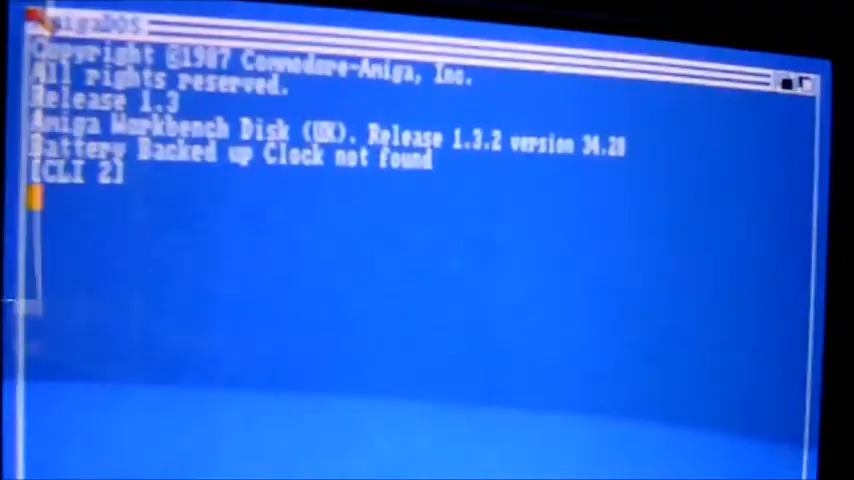 AmigaDOS
Copyright ©1987 Commodore-Amiga, Inc.
All rights reserved.
Release 1.3
Amiga Workbench Disk (UK). Release 1.3.2 version 34.28
Battery Backed up Clock not found
[CLI 2]